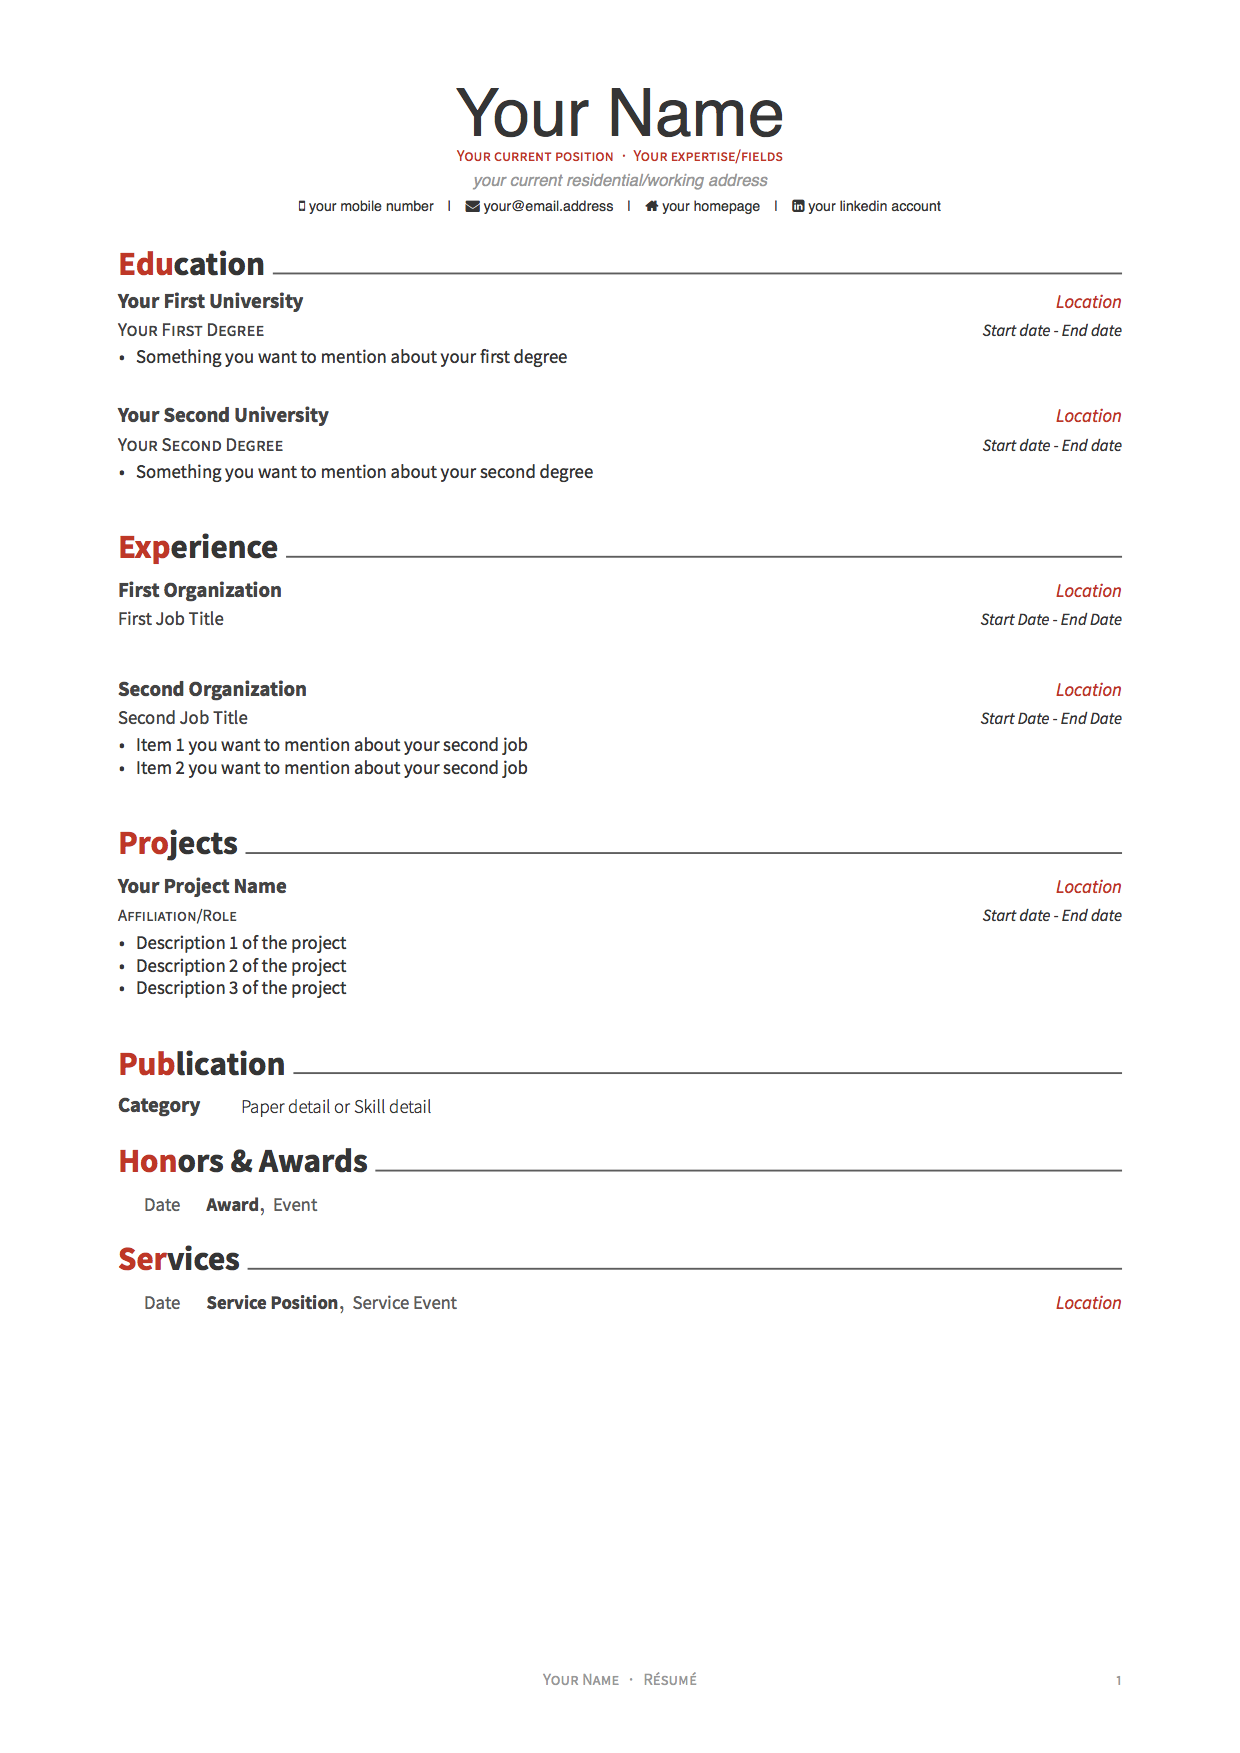 Your Name
Your current position · Your expertise/fields
your current residential/working address
your mobile number | your@email.address | your homepage | your linkedin account
Education
Your First University Location
Your First Degree Start date - End date
• Something you want to mention about your first degree
Your Second University Location
Your Second Degree Start date - End date
• Something you want to mention about your second degree
Experience
First Organization Location
First Job Title Start Date - End Date
Second Organization Location
Second Job Title Start Date - End Date
• Item 1 you want to mention about your second job
• Item 2 you want to mention about your second job
Projects
Your Project Name Location
Affiliation/Role Start date - End date
• Description 1 of the project
• Description 2 of the project
• Description 3 of the project
Publication
Category Paper detail or Skill detail
Honors & Awards
Date Award, Event
Services
Date Service Position, Service Event Location
Your Name · Résumé 1